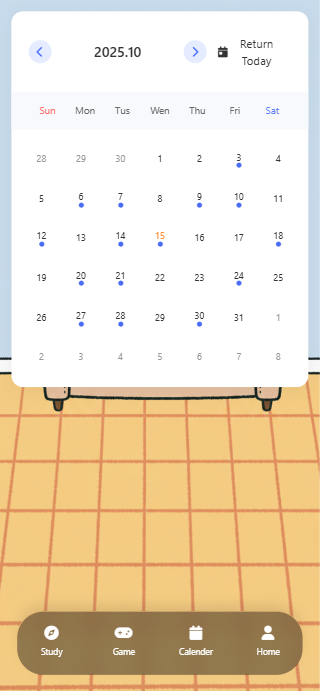 2025.10
Return
Today
Sun Mon Tus Wen Thu Fri Sat
28 29 30 1 2 3 4
5 6 7 8 9 10 11
12 13 14 15 16 17 18
19 20 21 22 23 24 25
26 27 28 29 30 31 1
2 3 4 5 6 7 8
Study Game Calender Home